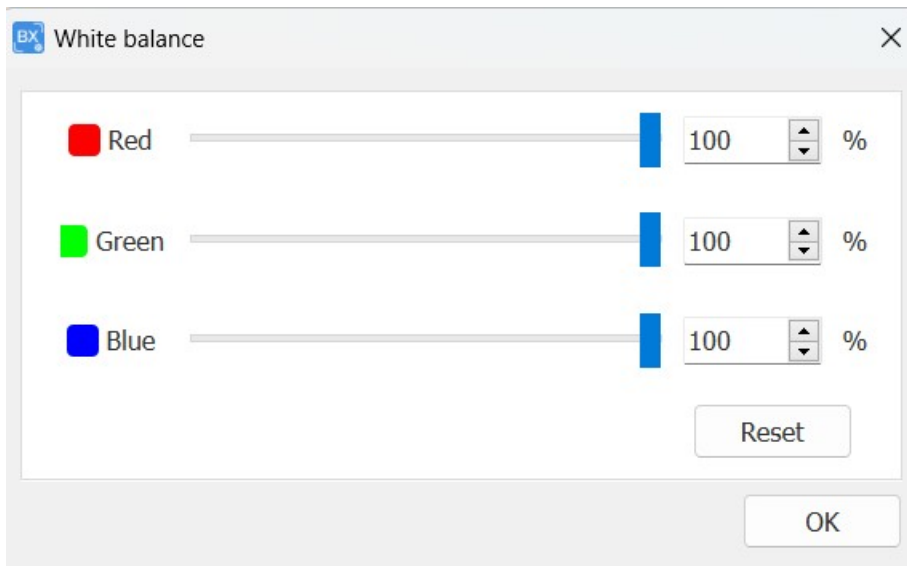 BX White balance
Red 100 %
Green 100 %
Blue 100 %
Reset
OK